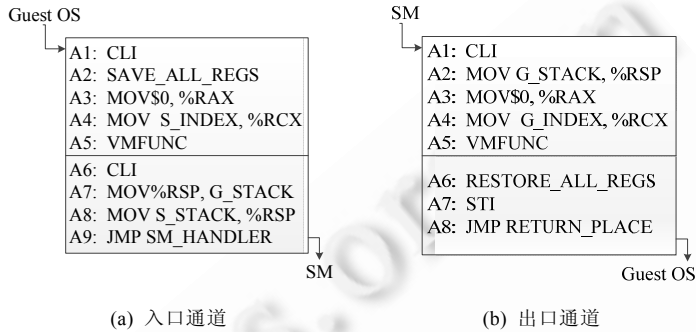 Guest OS
A1: CLI
A2: SAVE_ALL_REGS
A3: MOV$0, %RAX
A4: MOV S_INDEX, %RCX
A5: VMFUNC
A6: CLI
A7: MOV%RSP, G_STACK
A8: MOV S_STACK, %RSP
A9: JMP SM_HANDLER
SM
(a) 入口通道
SM
A1: CLI
A2: MOV G_STACK, %RSP
A3: MOV$0, %RAX
A4: MOV G_INDEX, %RCX
A5: VMFUNC
A6: RESTORE_ALL_REGS
A7: STI
A8: JMP RETURN_PLACE
Guest OS
(b) 出口通道